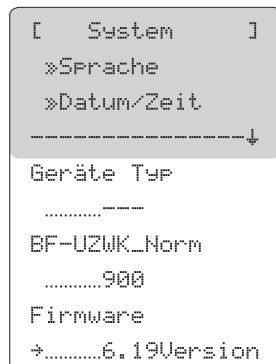 [ System ]
»Sprache
»Datum/Zeit
---------------↓
Geräte Typ
...........---
BF-UZWK_Norm
...........900
Firmware
→...........6.19Version